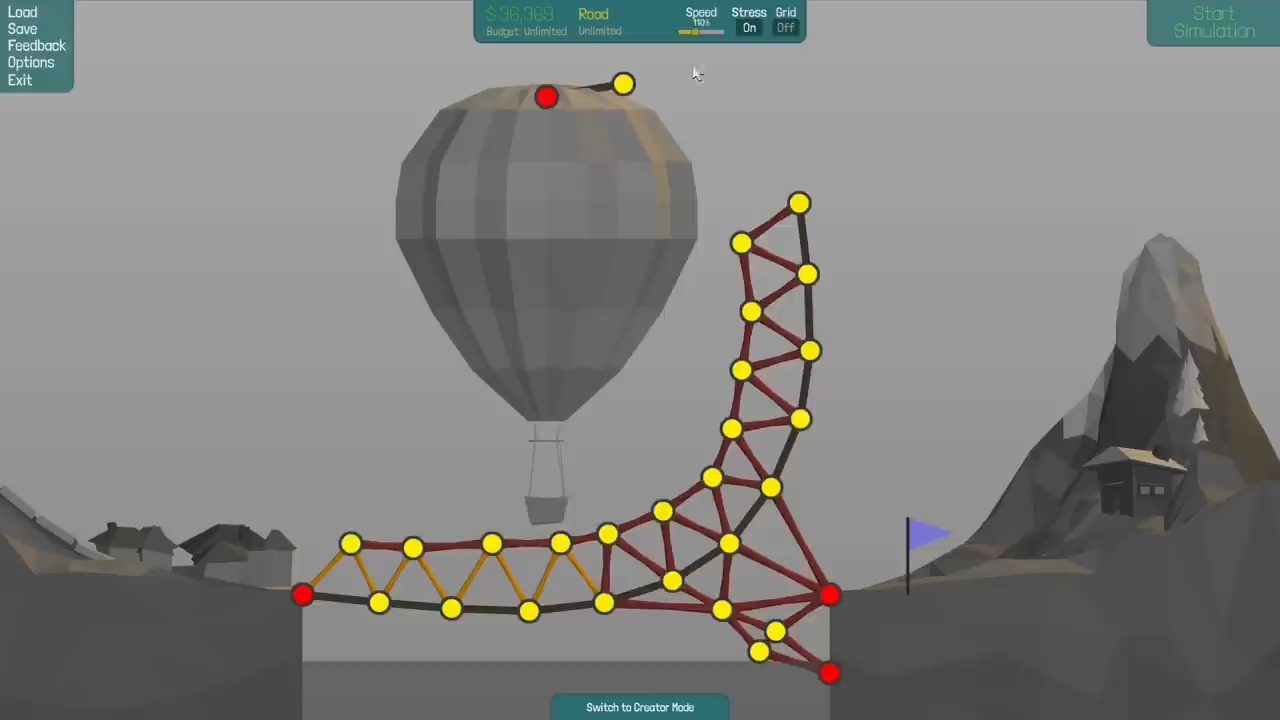 Load
Save
Feedback
Options
Exit
$36,369
Budget: Unlimited
Road
Unlimited
Speed
110%
Stress
On
Grid
Off
Start
Simulation
Switch to Creator Mode